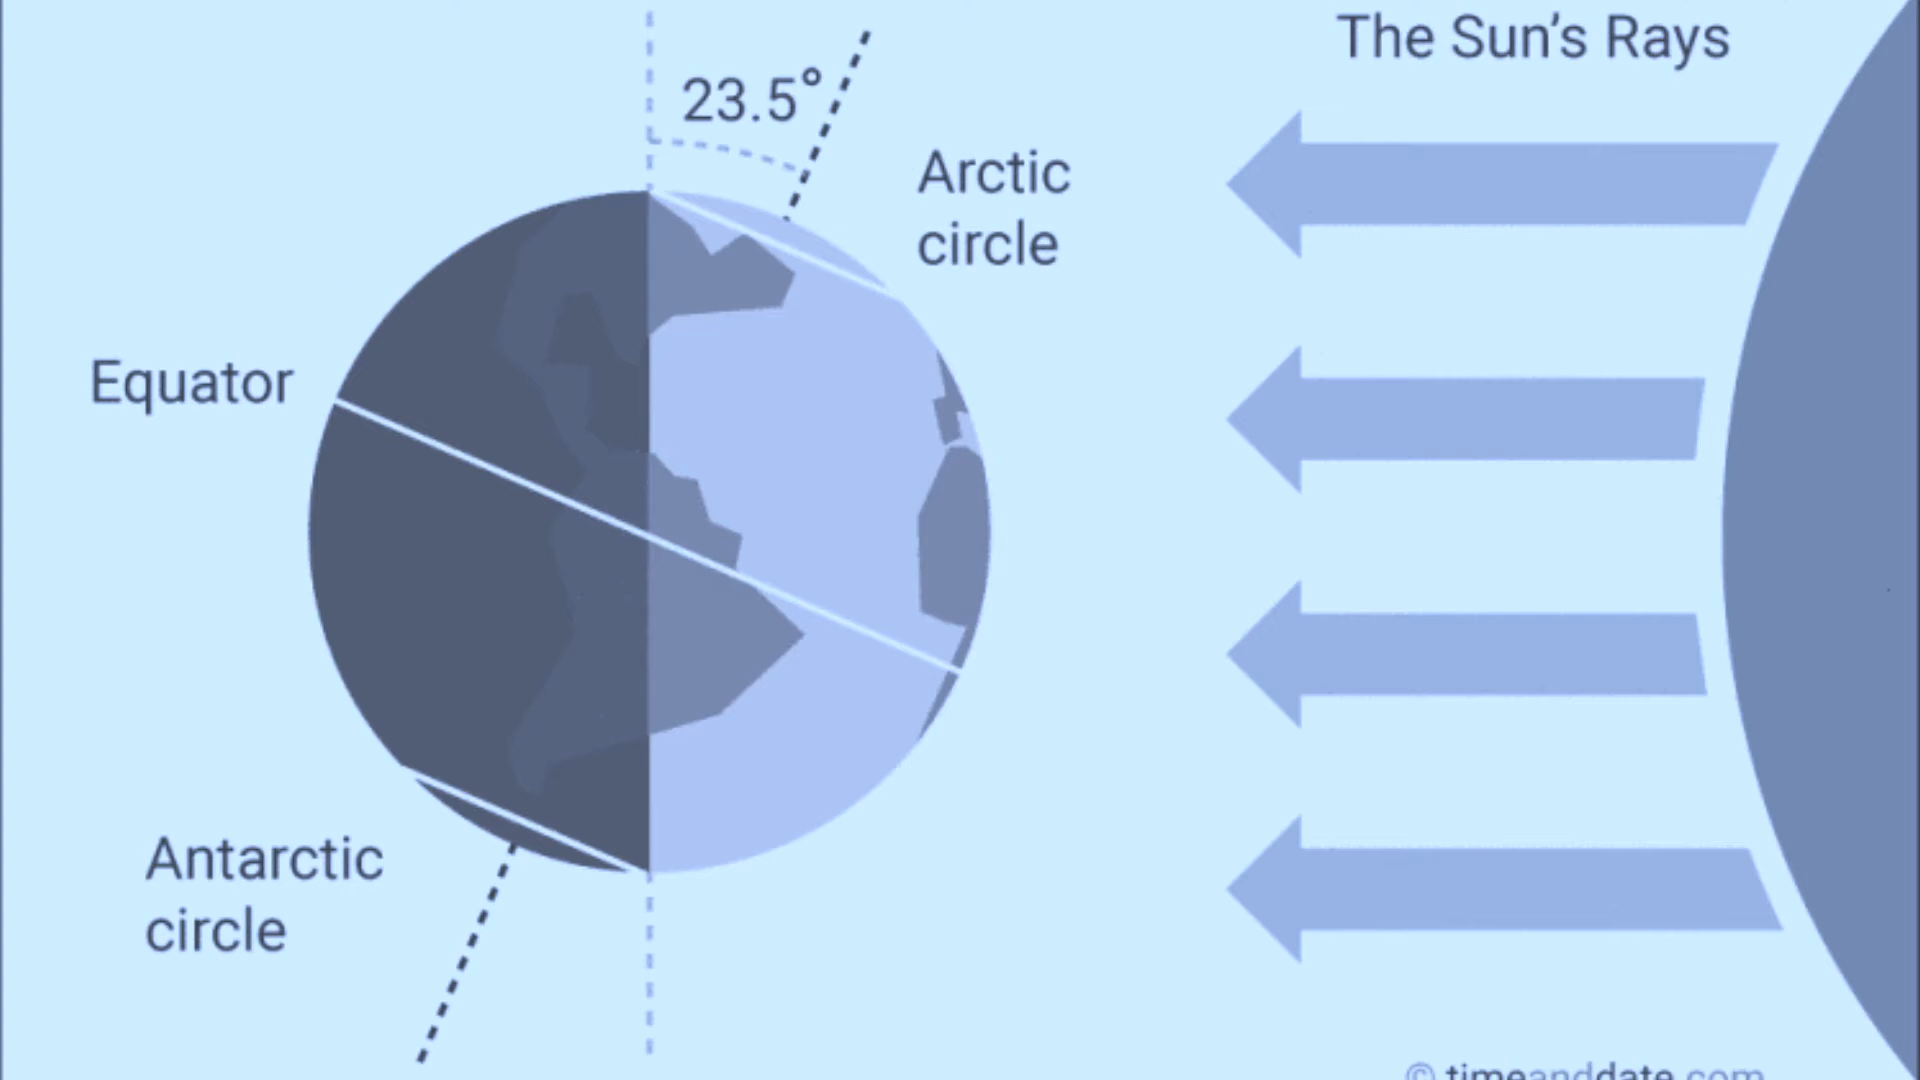 The Sun's Rays
23.5°
Arctic
circle
Equator
Antarctic
circle
© timeanddate.com